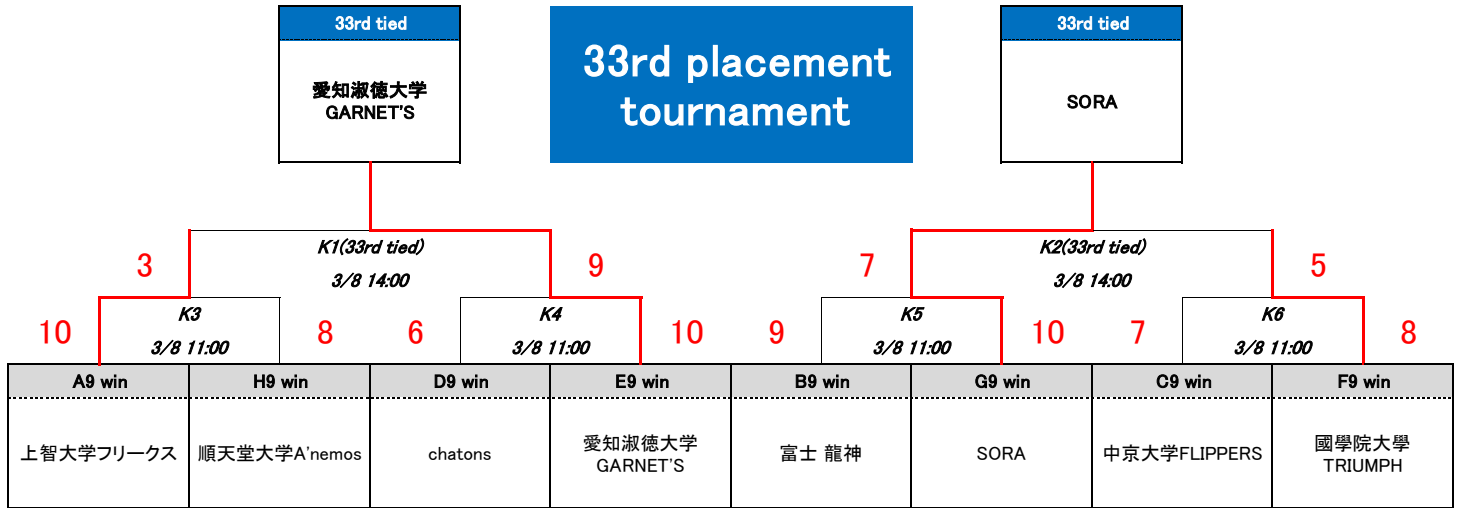 33rd tied
33rd tied
33rd placement
tournament
愛知淑徳大学
GARNET'S
SORA
K1(33rd tied)
K2(33rd tied)
3
9
7
5
3/8 14:00
3/8 14:00
K3
K4
K5
K6
10
8
6
10
9
10
7
8
3/8 11:00
3/8 11:00
3/8 11:00
3/8 11:00
A9 win
H9 win
D9 win
E9 win
B9 win
G9 win
C9 win
F9 win
上智大学フリークス
順天堂大学A'nemos
chatons
愛知淑徳大学
GARNET'S
富士 龍神
SORA
中京大学FLIPPERS
國學院大學
TRIUMPH